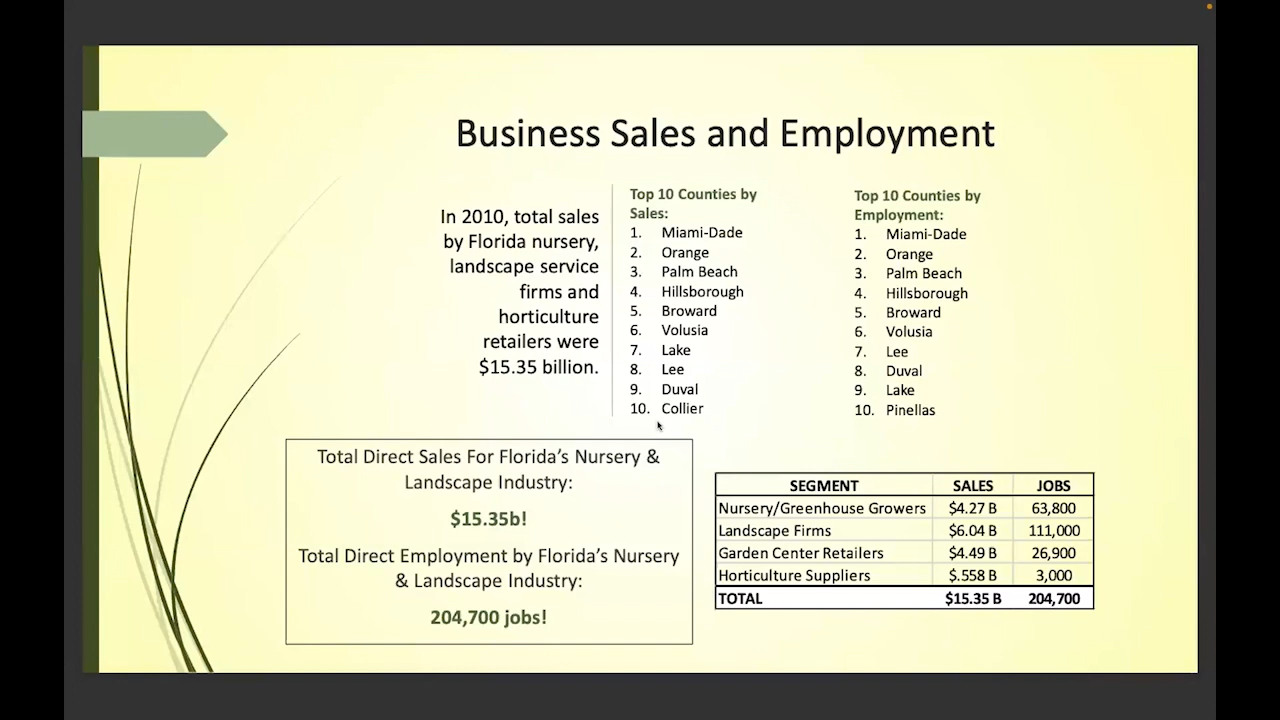 Business Sales and Employment
In 2010, total sales
by Florida nursery,
landscape service
firms and
horticulture
retailers were
$15.35 billion.
Top 10 Counties by
Sales:
1. Miami-Dade
2. Orange
3. Palm Beach
4. Hillsborough
5. Broward
6. Volusia
7. Lake
8. Lee
9. Duval
10. Collier
Top 10 Counties by
Employment:
1. Miami-Dade
2. Orange
3. Palm Beach
4. Hillsborough
5. Broward
6. Volusia
7. Lee
8. Duval
9. Lake
10. Pinellas
Total Direct Sales For Florida’s Nursery &
Landscape Industry:
$15.35b!
Total Direct Employment by Florida’s Nursery
& Landscape Industry:
204,700 jobs!
SEGMENT SALES JOBS
Nursery/Greenhouse Growers $4.27 B 63,800
Landscape Firms $6.04 B 111,000
Garden Center Retailers $4.49 B 26,900
Horticulture Suppliers $.558 B 3,000
TOTAL $15.35 B 204,700